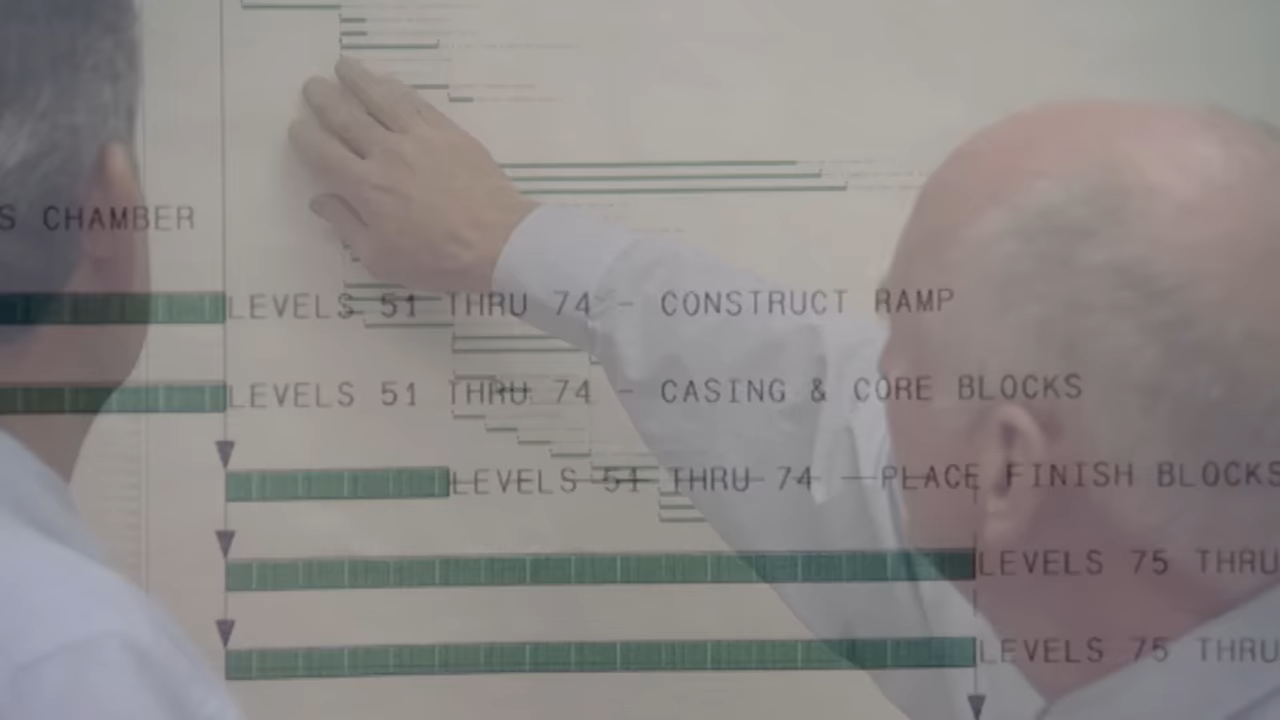 S CHAMBER
LEVELS 51 THRU 74 - CONSTRUCT RAMP
LEVELS 51 THRU 74 - CASING & CORE BLOCKS
LEVELS 51 THRU 74 - PLACE FINISH BLOCKS
LEVELS 75 THRU
LEVELS 75 THRU